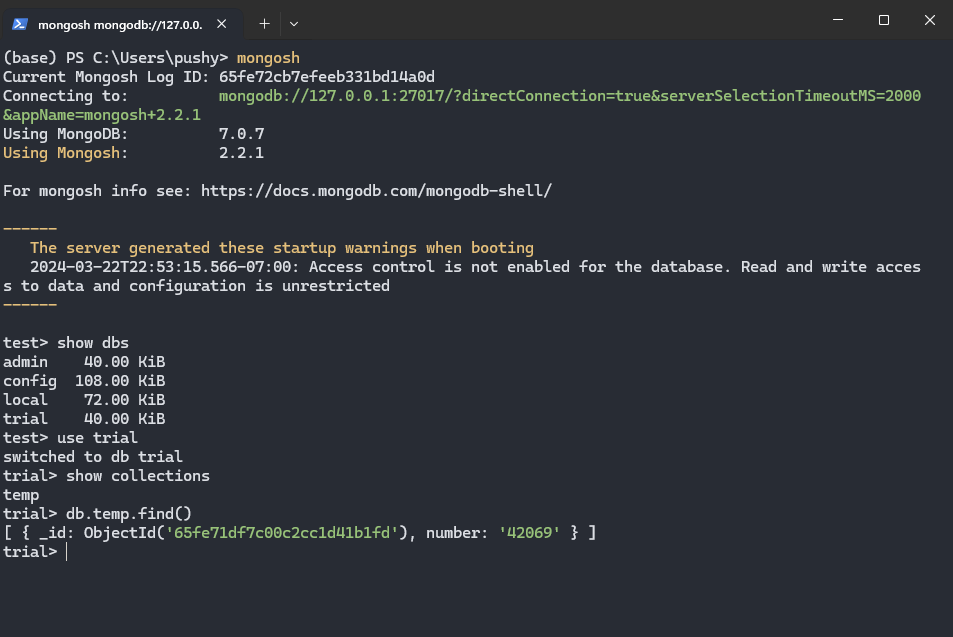 mongosh mongodb://127.0.0.
(base) PS C:\Users\pushy> mongosh
Current Mongosh Log ID: 65fe72cb7efeeb331bd14a0d
Connecting to:          mongodb://127.0.0.1:27017/?directConnection=true&serverSelectionTimeoutMS=2000
&appName=mongosh+2.2.1
Using MongoDB:          7.0.7
Using Mongosh:          2.2.1
For mongosh info see: https://docs.mongodb.com/mongodb-shell/
------
   The server generated these startup warnings when booting
   2024-03-22T22:53:15.566-07:00: Access control is not enabled for the database. Read and write acces
s to data and configuration is unrestricted
------
test> show dbs
admin    40.00 KiB
config  108.00 KiB
local    72.00 KiB
trial    40.00 KiB
test> use trial
switched to db trial
trial> show collections
temp
trial> db.temp.find()
[ { _id: ObjectId('65fe71df7c00c2cc1d41b1fd'), number: '42069' } ]
trial>